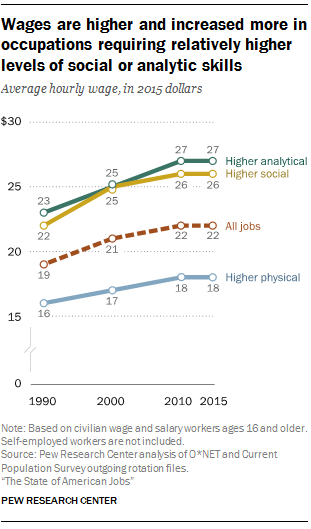 Wages are higher and increased more in
occupations requiring relatively higher
levels of social or analytic skills
Average hourly wage, in 2015 dollars
$30
27 27
25
23
Higher analytical
Higher social
25
26 26
25
22
All jobs
22 22
21
20
19
Higher physical
18 18
17
16
15
0
1990 2000 2010 2015
Note: Based on civilian wage and salary workers ages 16 and older.
Self-employed workers are not included.
Source: Pew Research Center analysis of O*NET and Current
Population Survey outgoing rotation files.
“The State of American Jobs”
PEW RESEARCH CENTER